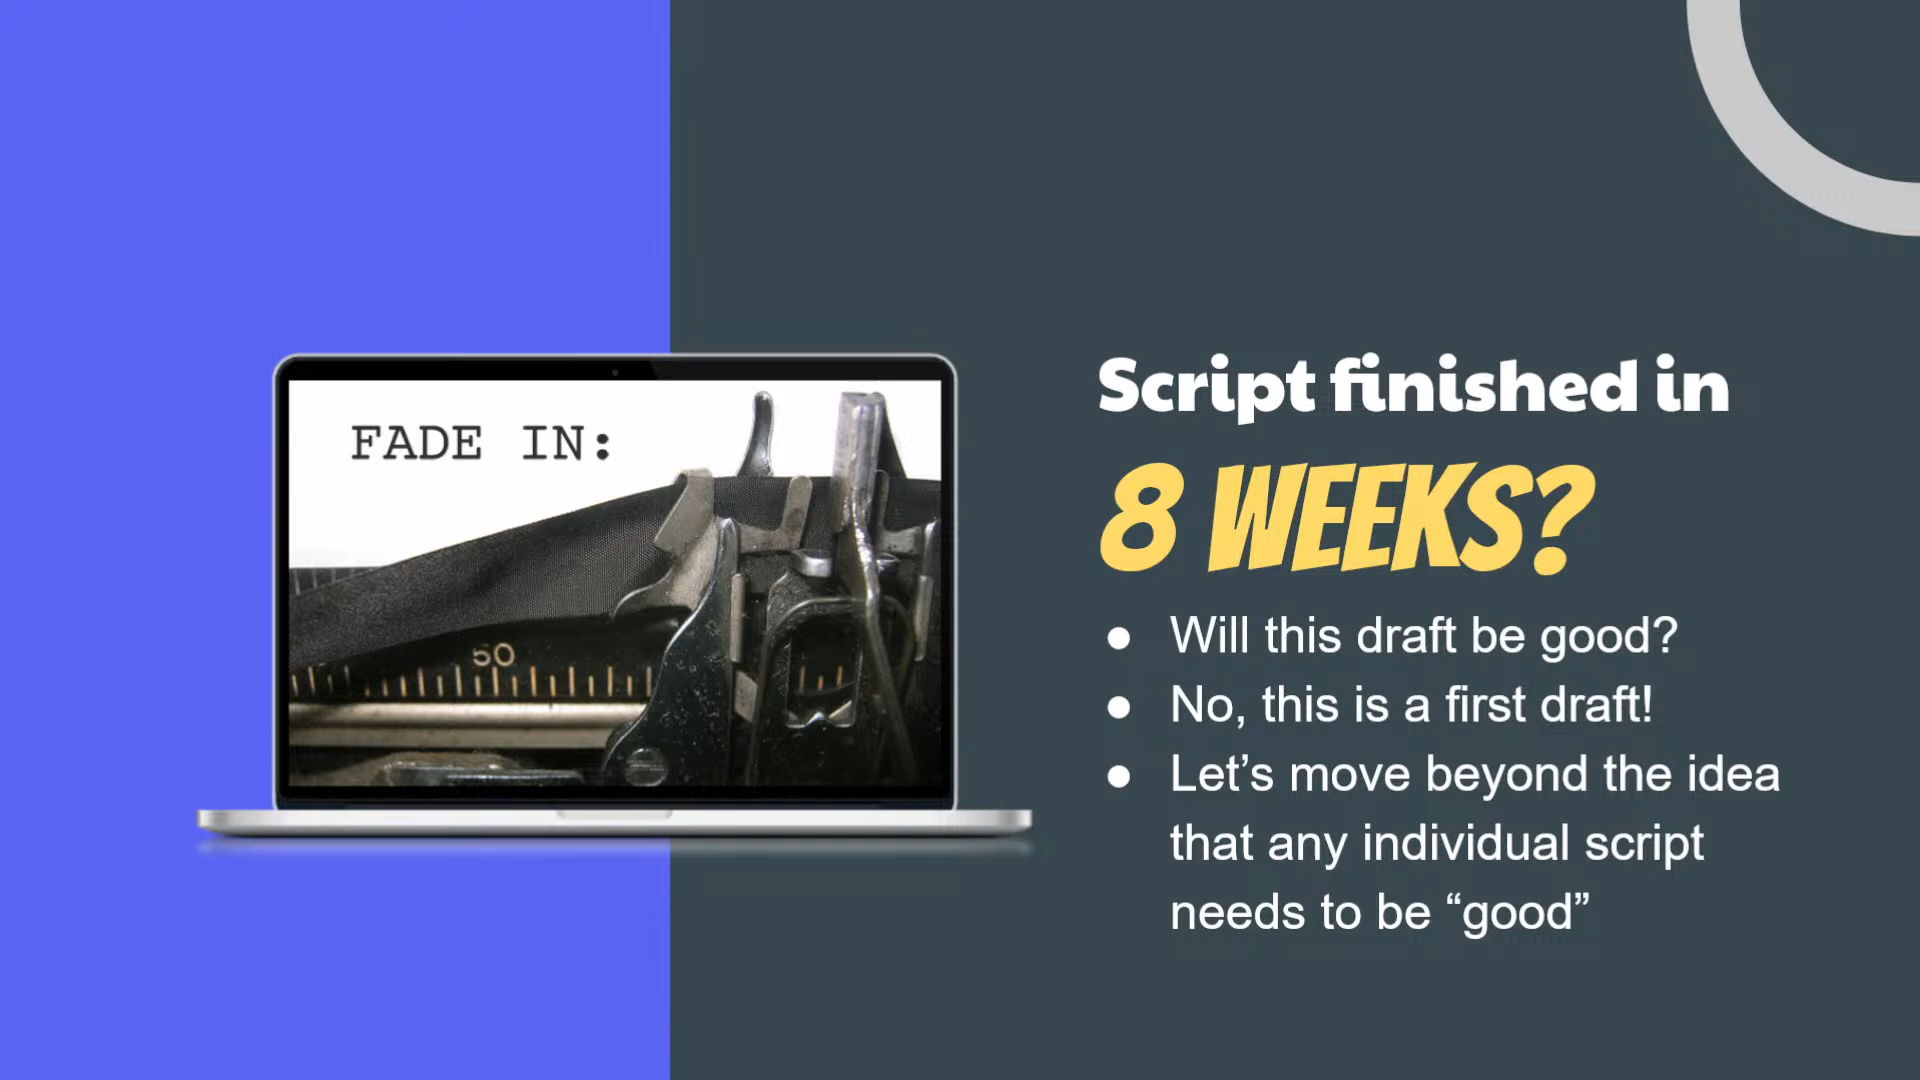 FADE IN:
50
Script finished in
8 WEEKS?
● Will this draft be good?
● No, this is a first draft!
● Let’s move beyond the idea
that any individual script
needs to be “good”